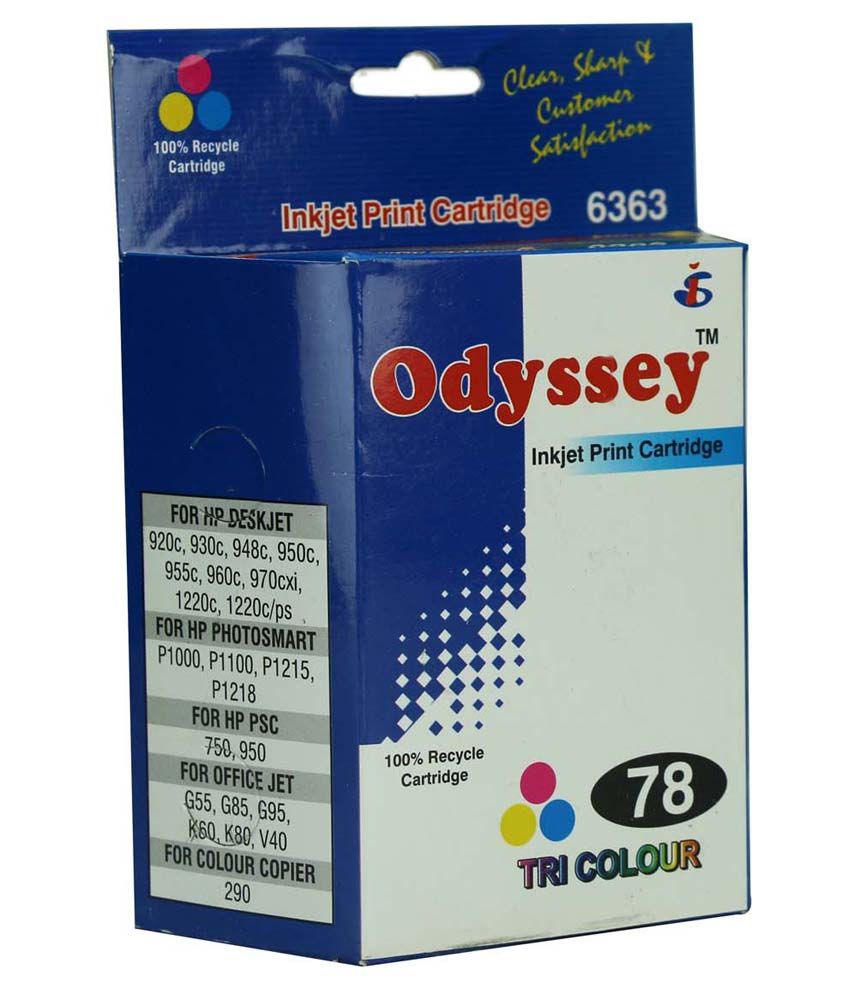 Clear, Sharp &
Customer
Satisfaction
100% Recycle
Cartridge
Inkjet Print Cartridge 6363
Odyssey™
Inkjet Print Cartridge
FOR HP DESKJET
920c, 930c, 948c, 950c,
955c, 960c, 970cxi,
1220c, 1220c/ps
FOR HP PHOTOSMART
P1000, P1100, P1215,
P1218
FOR HP PSC
750, 950
FOR OFFICE JET
G55, G85, G95,
K60, K80, V40
FOR COLOUR COPIER
290
100% Recycle
Cartridge
78
TRI COLOUR